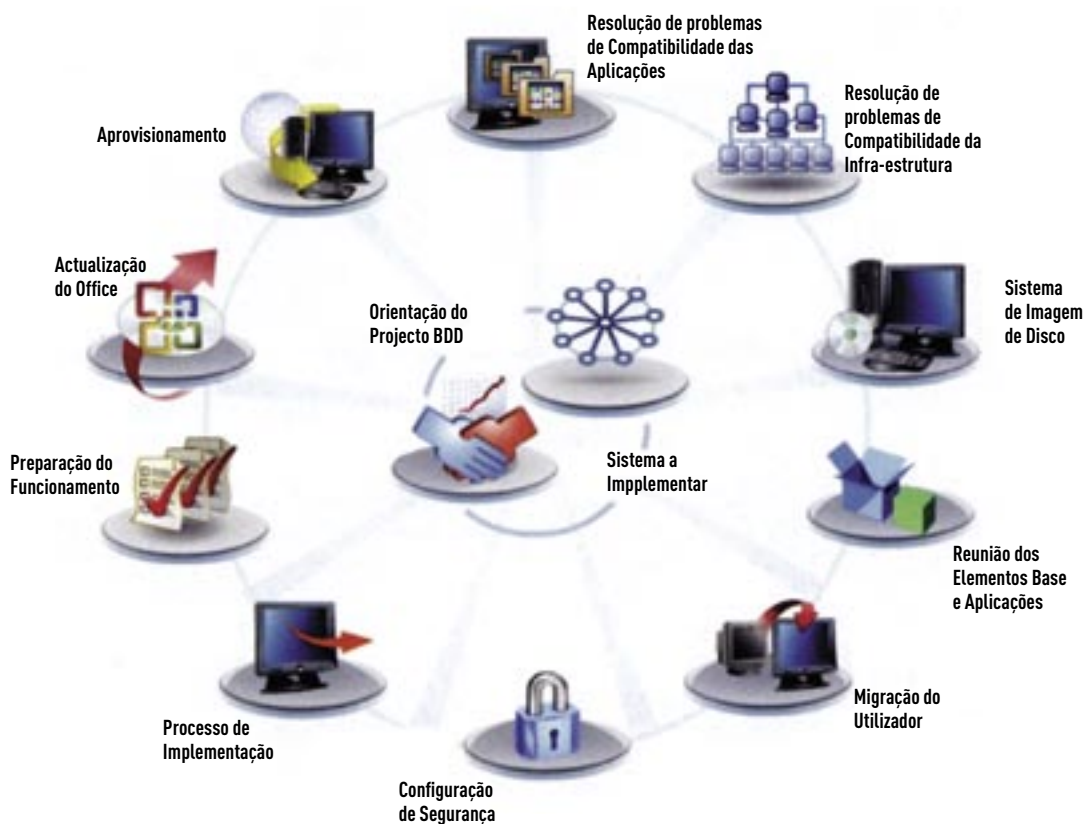 Resolução de problemas
de Compatibilidade das
Aplicações
Resolução de
problemas de
Compatibilidade da
Infra-estrutura
Aprovisionamento
Actualização
do Office
Orientação do
Projecto BDD
Sistema
de Imagem
de Disco
Preparação do
Funcionamento
Sistema a
Impplementar
Reunião dos
Elementos Base
e Aplicações
Processo de
Implementação
Migração do
Utilizador
Configuração
de Segurança